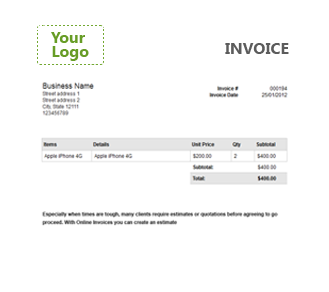 Your
Logo
INVOICE
Business Name
Street address 1
Street address 2
City, State 12111
123456789
Invoice # 000194
Invoice Date 25/01/2012
Items Details Unit Price Qty Subtotal
Apple iPhone 4G Apple iPhone 4G $200.00 2 $400.00
Subtotal: $400.00
Total: $400.00
Especially when times are tough, many clients require estimates or quotations before agreeing to go
proceed. With Online Invoices you can create an estimate